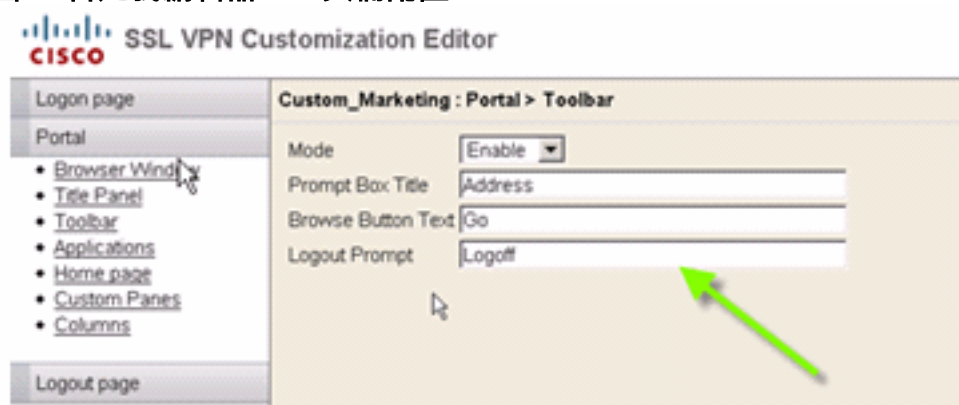 CISCO
SSL VPN Customization Editor
Logon page
Portal
• Browser Window
• Title Panel
• Toolbar
• Applications
• Home page
• Custom Panes
• Columns
Logout page
Custom_Marketing : Portal > Toolbar
Mode Enable
Prompt Box Title Address
Browse Button Text Go
Logout Prompt Logoff